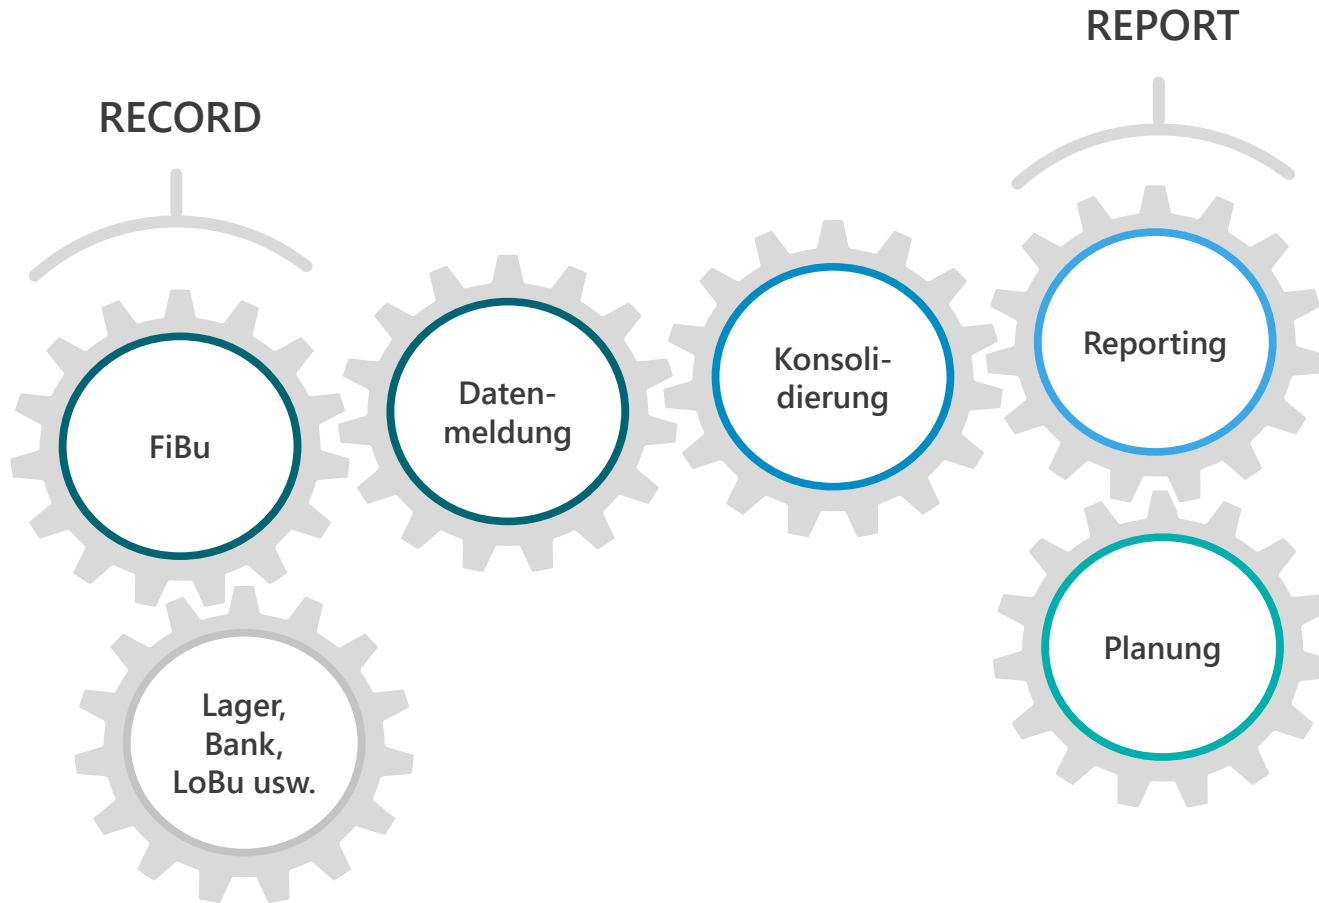 REPORT
RECORD
FiBu
Daten-
meldung
Konsoli-
dierung
Reporting
Lager,
Bank,
LoBu usw.
Planung